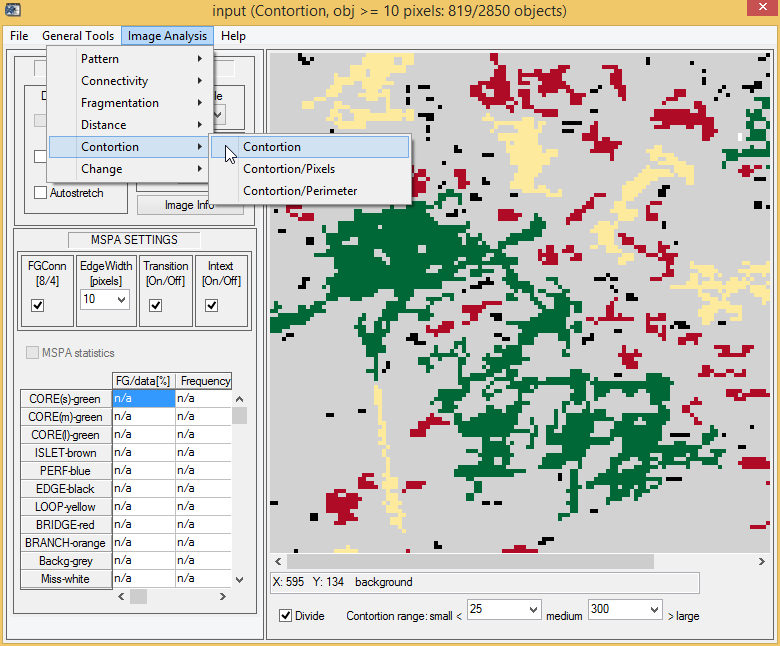 input (Contortion, obj >= 10 pixels: 819/2850 objects)
File General Tools Image Analysis Help
Pattern
Connectivity
Fragmentation
Distance
Contortion
Change
Contortion
Contortion/Pixels
Contortion/Perimeter
Autostretch
Image Info
MSPA SETTINGS
FGConn EdgeWidth Transition Intext
[8/4] [pixels] [On/Off] [On/Off]
10
MSPA statistics
FG/data[%] Frequency
CORE(s)-green n/a n/a
CORE(m)-green n/a n/a
CORE(l)-green n/a n/a
ISLET-brown n/a n/a
PERF-blue n/a n/a
EDGE-black n/a n/a
LOOP-yellow n/a n/a
BRIDGE-red n/a n/a
BRANCH-orange n/a n/a
Backg-grey n/a n/a
Miss-white n/a n/a
X: 595 Y: 134 background
Divide Contortion range: small < 25 medium 300 > large